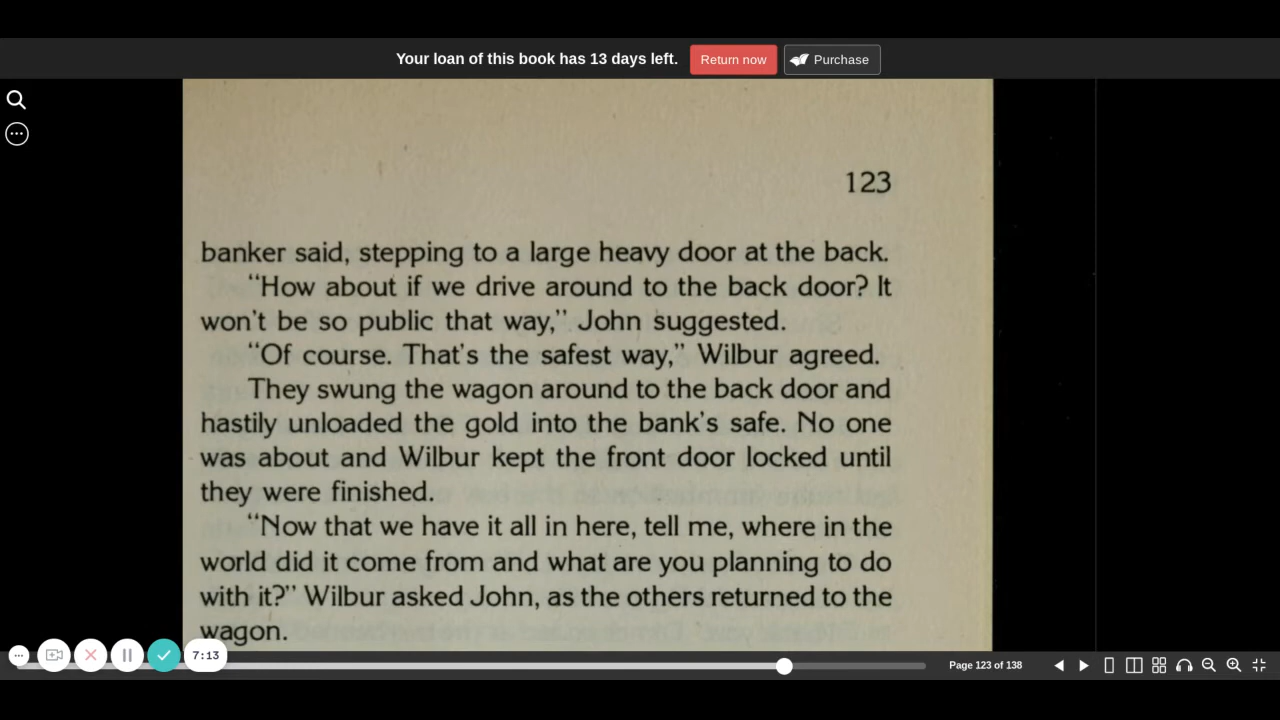 Your loan of this book has 13 days left. Return now Purchase
123
banker said, stepping to a large heavy door at the back.
“How about if we drive around to the back door? It
won't be so public that way,” John suggested.
“Of course. That's the safest way,” Wilbur agreed.
They swung the wagon around to the back door and
hastily unloaded the gold into the bank's safe. No one
was about and Wilbur kept the front door locked until
they were finished.
“Now that we have it all in here, tell me, where in the
world did it come from and what are you planning to do
with it?” Wilbur asked John, as the others returned to the
wagon.
7:13
Page 123 of 138